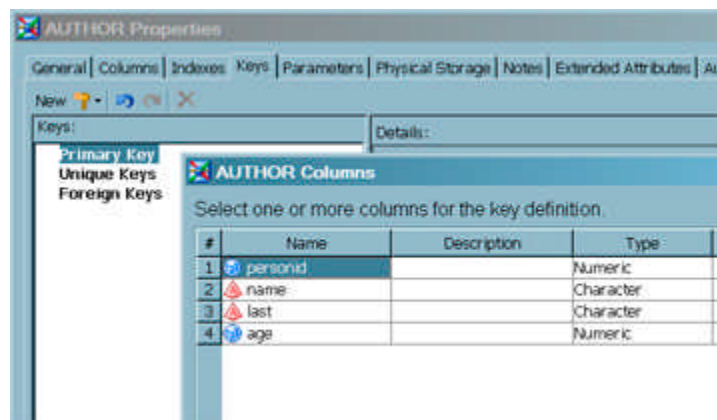 AUTHOR Properties
General Columns Indexes Keys Parameters Physical Storage Notes Extended Attributes Au
New
Keys:
Details:
Primary Key
Unique Keys
Foreign Keys
AUTHOR Columns
Select one or more columns for the key definition.
# Name Description Type
1 personid Numeric
2 name Character
3 last Character
4 age Numeric